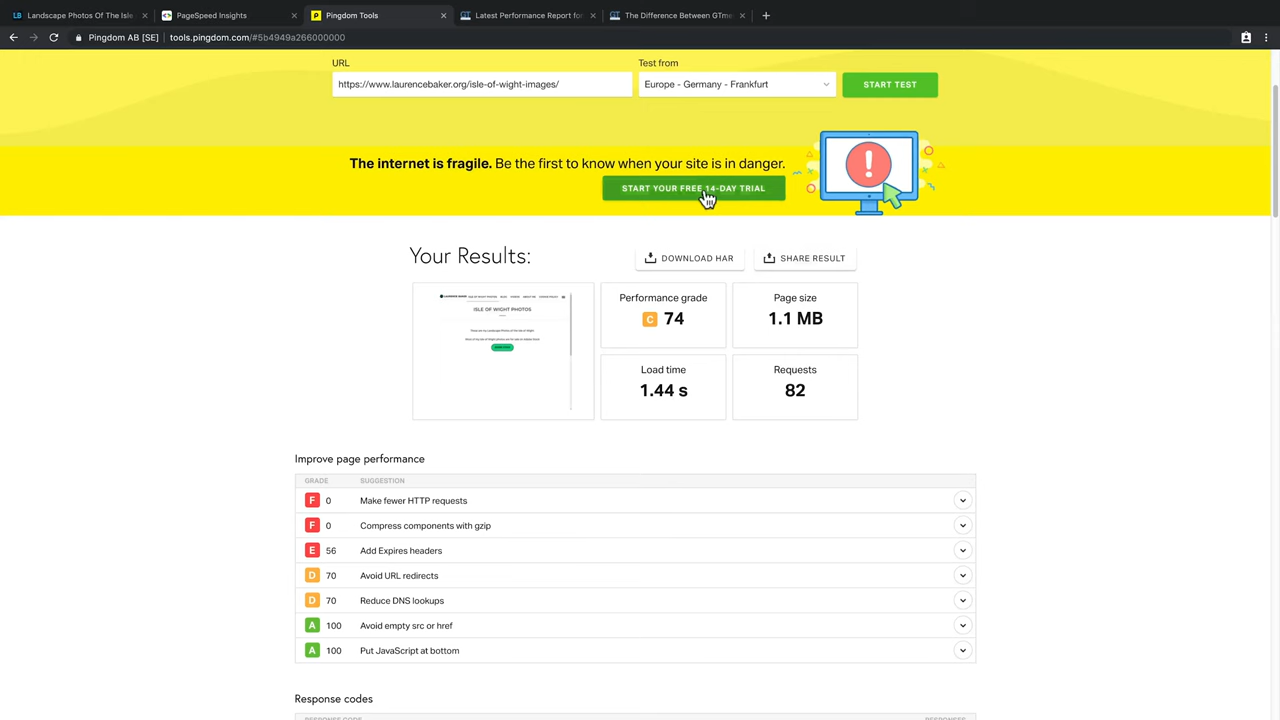 Landscape Photos Of The Isle
PageSpeed Insights
Pingdom Tools
Latest Performance Report fo
The Difference Between GTme
Pingdom AB [SE] | tools.pingdom.com/#5b4949a266000000
URL
Test from
https://www.laurencebaker.org/isle-of-wight-images/
Europe - Germany - Frankfurt
START TEST
The internet is fragile. Be the first to know when your site is in danger.
START YOUR FREE 14-DAY TRIAL
Your Results:
DOWNLOAD HAR
SHARE RESULT
ISLE OF WIGHT PHOTOS
Performance grade
C 74
Page size
1.1 MB
Load time
1.44 s
Requests
82
Improve page performance
GRADE SUGGESTION
F 0 Make fewer HTTP requests
F 0 Compress components with gzip
E 56 Add Expires headers
D 70 Avoid URL redirects
D 70 Reduce DNS lookups
A 100 Avoid empty src or href
A 100 Put JavaScript at bottom
Response codes
RESPONSE CODE RESPONSES